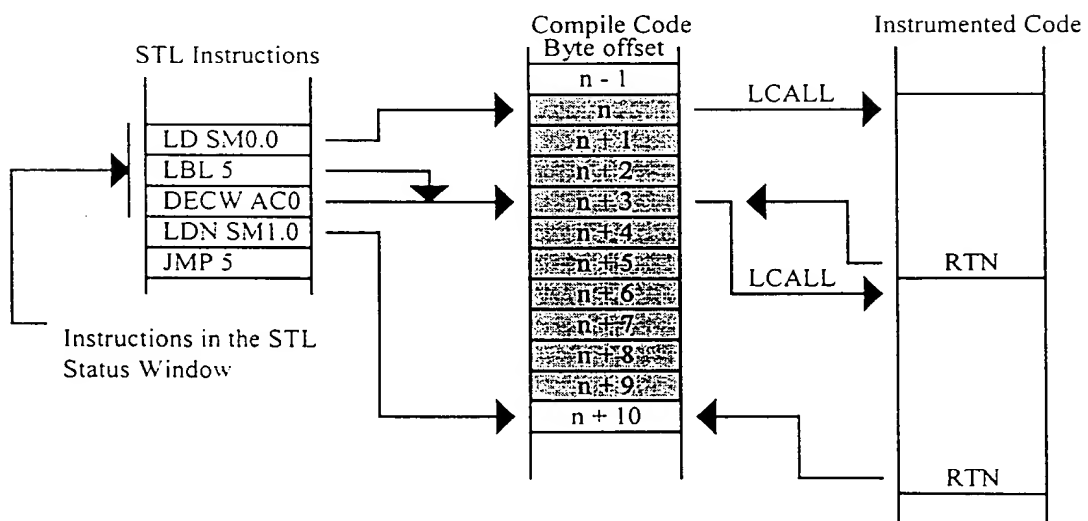 STL Instructions
LD SM0.0
LBL 5
DECW AC0
LDN SM1.0
JMP 5
Instructions in the STL
Status Window
Compile Code
Byte offset
n - 1
n
n + 1
n + 2
n + 3
n + 4
n + 5
n + 6
n + 7
n + 8
n + 9
n + 10
LCALL
LCALL
Instrumented Code
RTN
RTN